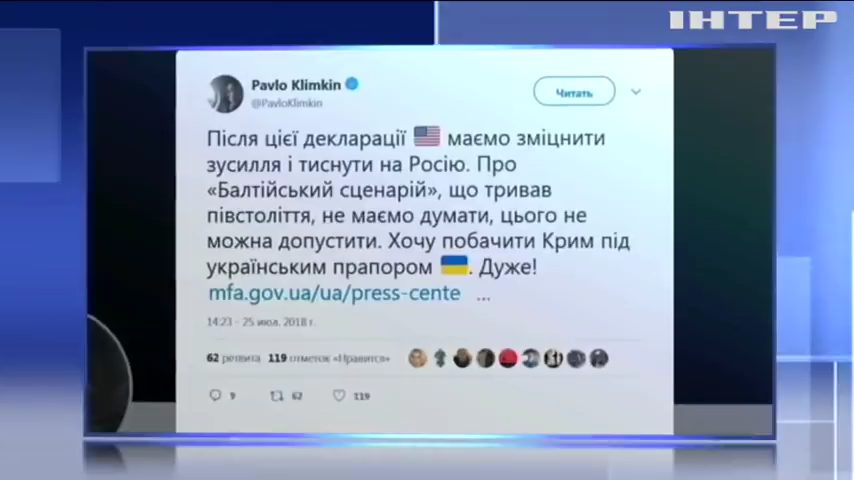 ІНТЕР
Pavlo Klimkin
@PavloKlimkin
Читать
Після цієї декларації 🇺🇸 маємо зміцнити
зусилля і тиснути на Росію. Про
«Балтійський сценарій», що тривав
півстоліття, не маємо думати, цього не
можна допустити. Хочу побачити Крим під
українським прапором 🇺🇦. Дуже!
mfa.gov.ua/ua/press-cente ...
14:23 - 25 июл. 2018 г.
62 ретвита 119 отметок «Нравится»
9 62 119